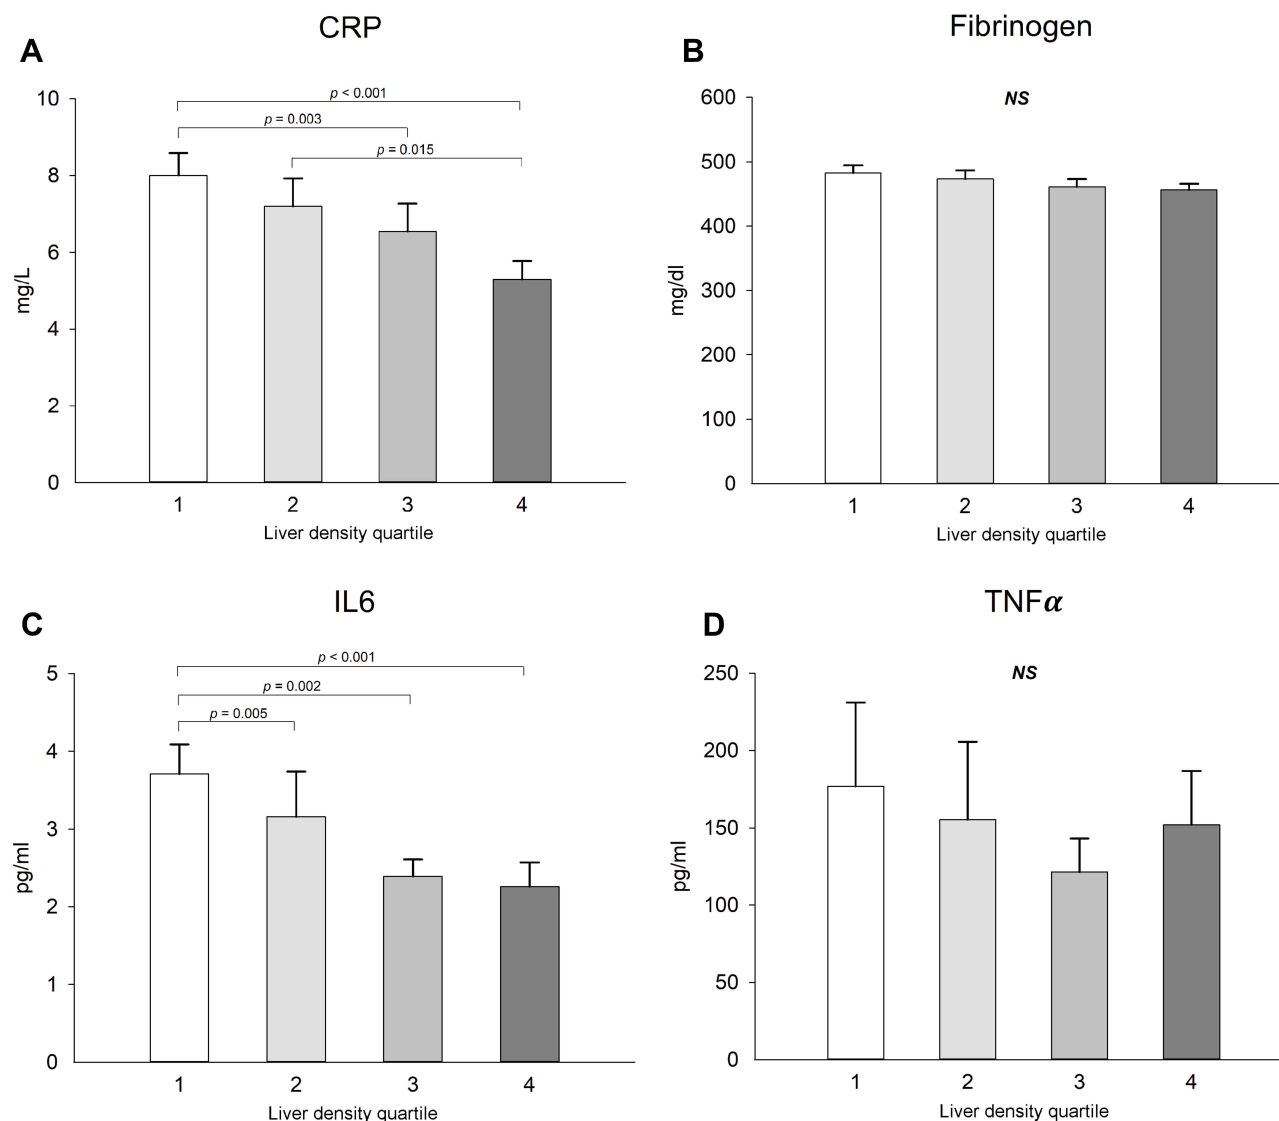 A
CRP
mg/L
10
8
6
4
2
0
p < 0.001
p = 0.003
p = 0.015
1 2 3 4
Liver density quartile
B
Fibrinogen
mg/dl
600
500
400
300
200
100
0
NS
1 2 3 4
Liver density quartile
C
IL6
pg/ml
5
4
3
2
1
0
p < 0.001
p = 0.002
p = 0.005
1 2 3 4
Liver density quartile
D
TNFα
pg/ml
250
200
150
100
50
0
NS
1 2 3 4
Liver density quartile